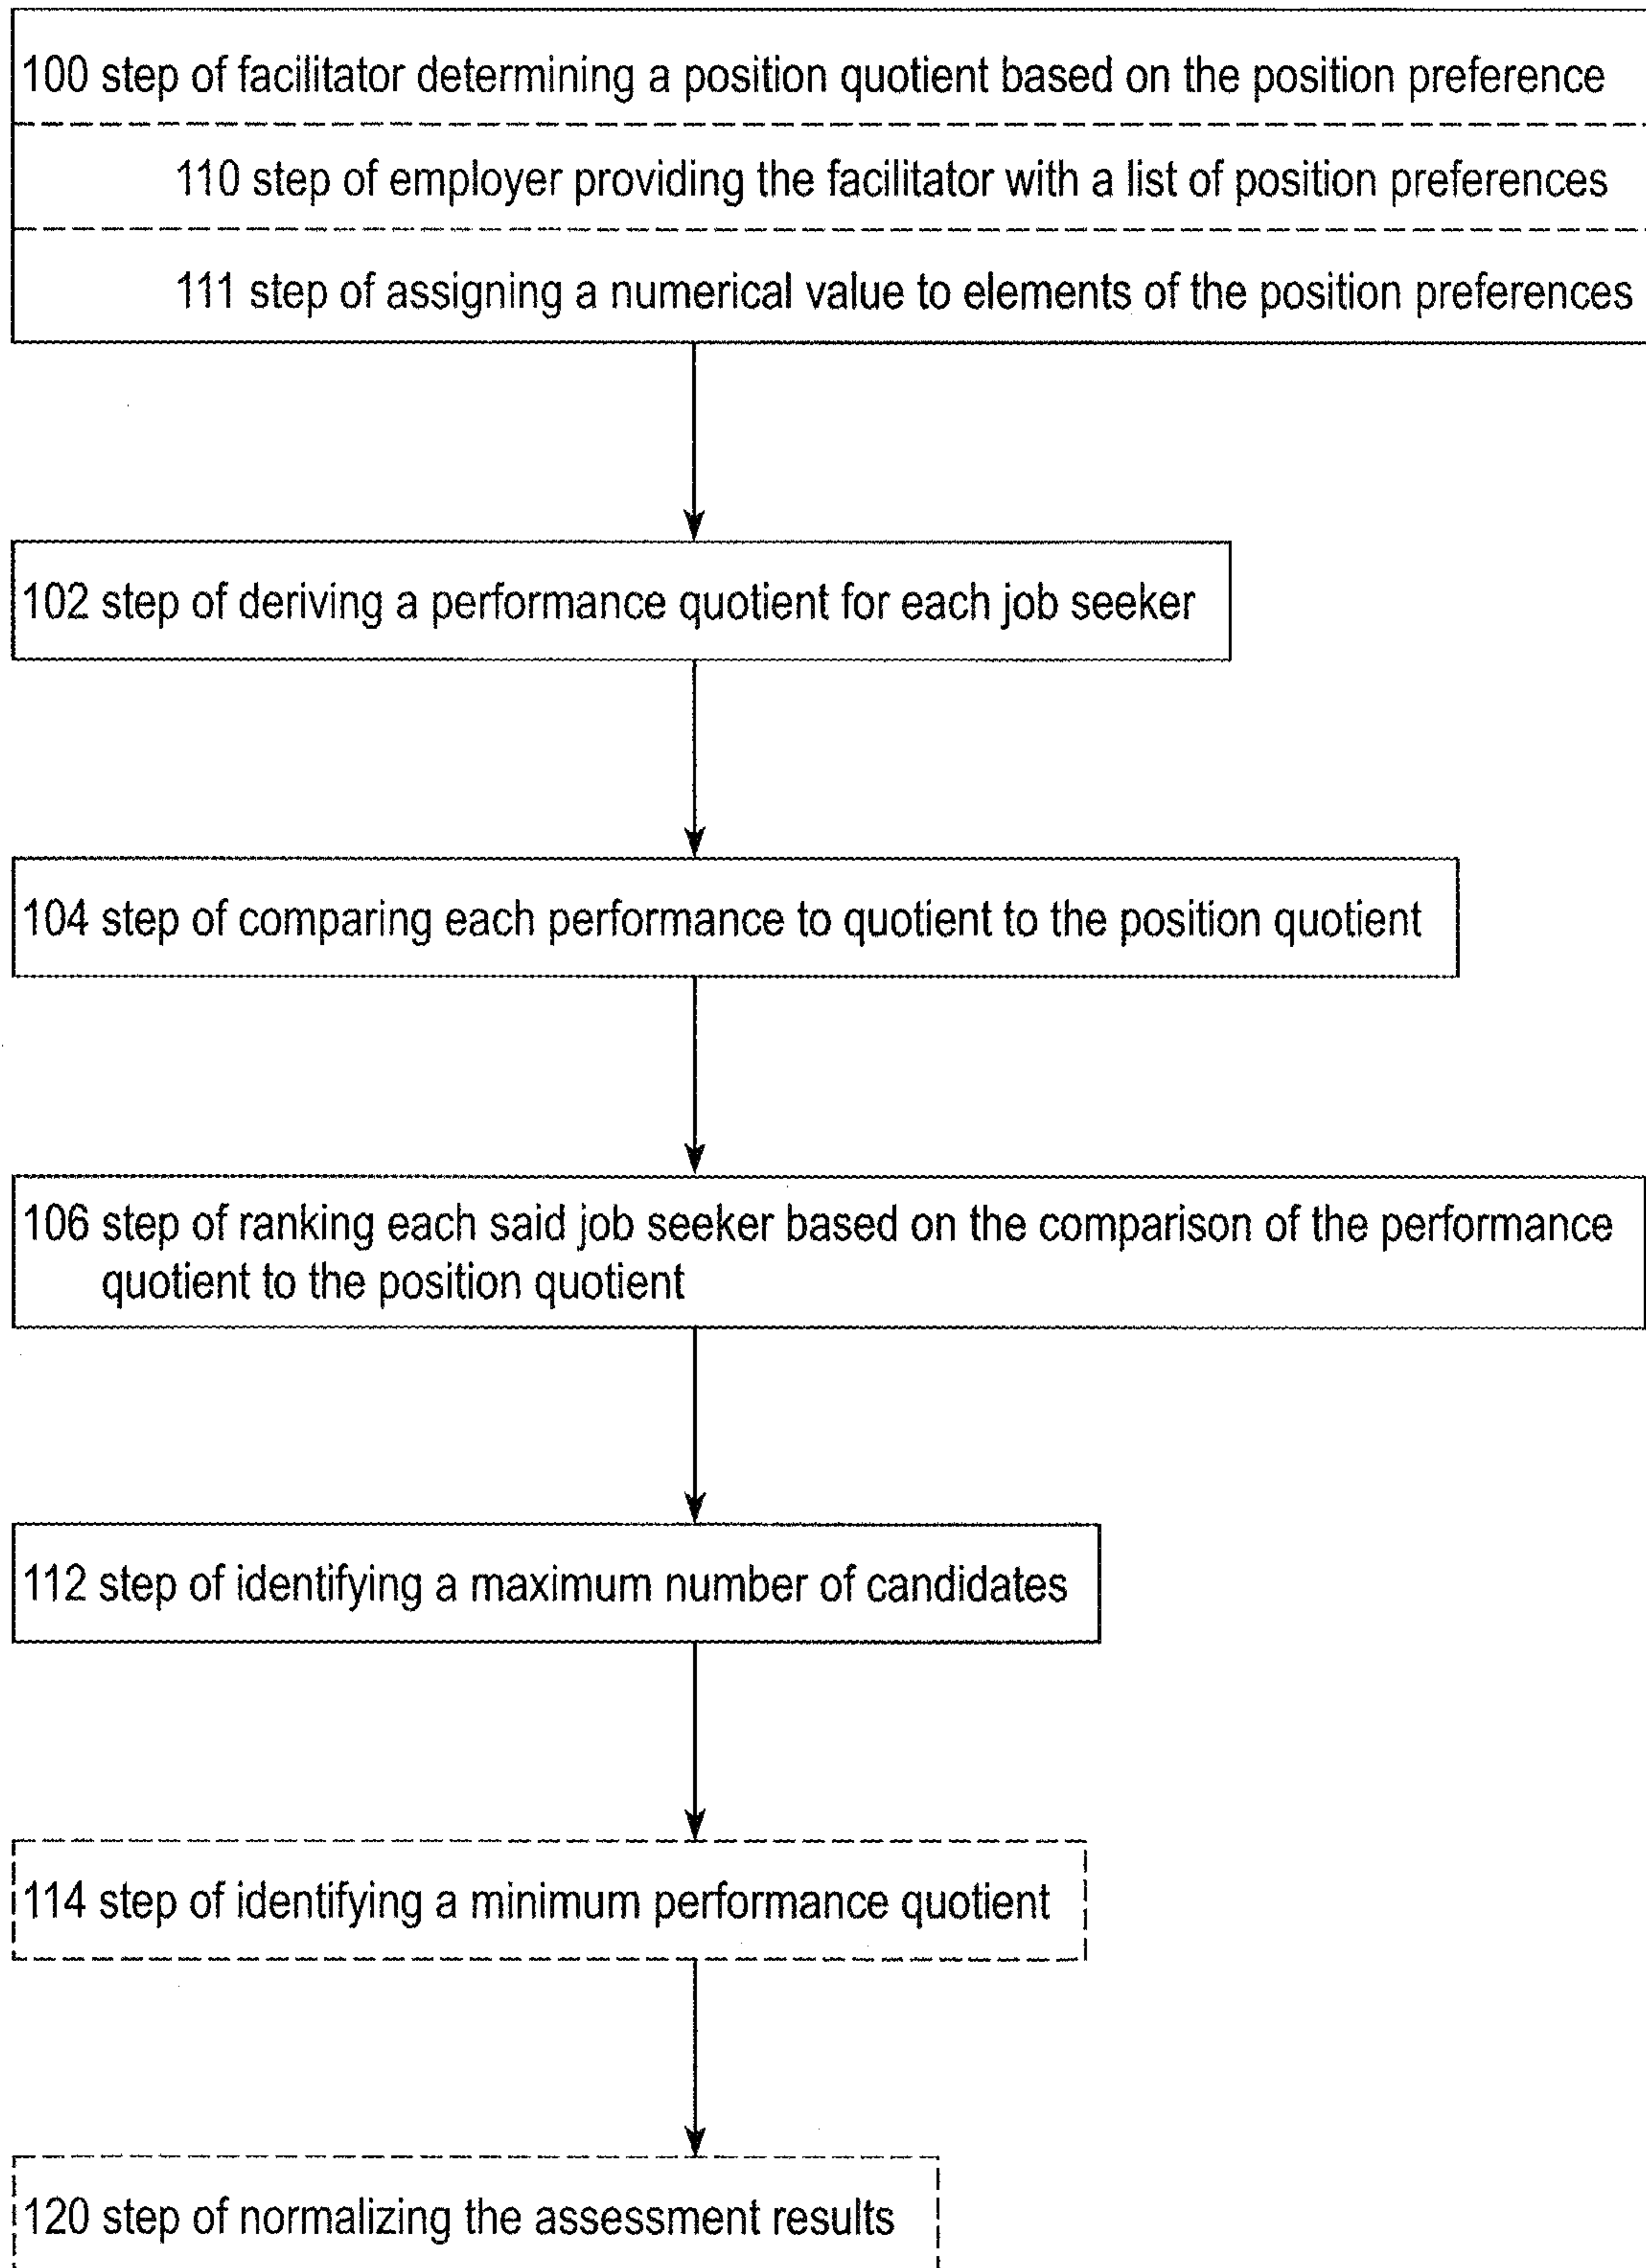 100 step of facilitator determining a position quotient based on the position preference
110 step of employer providing the facilitator with a list of position preferences
111 step of assigning a numerical value to elements of the position preferences
102 step of deriving a performance quotient for each job seeker
104 step of comparing each performance to quotient to the position quotient
106 step of ranking each said job seeker based on the comparison of the performance
quotient to the position quotient
112 step of identifying a maximum number of candidates
114 step of identifying a minimum performance quotient
120 step of normalizing the assessment results